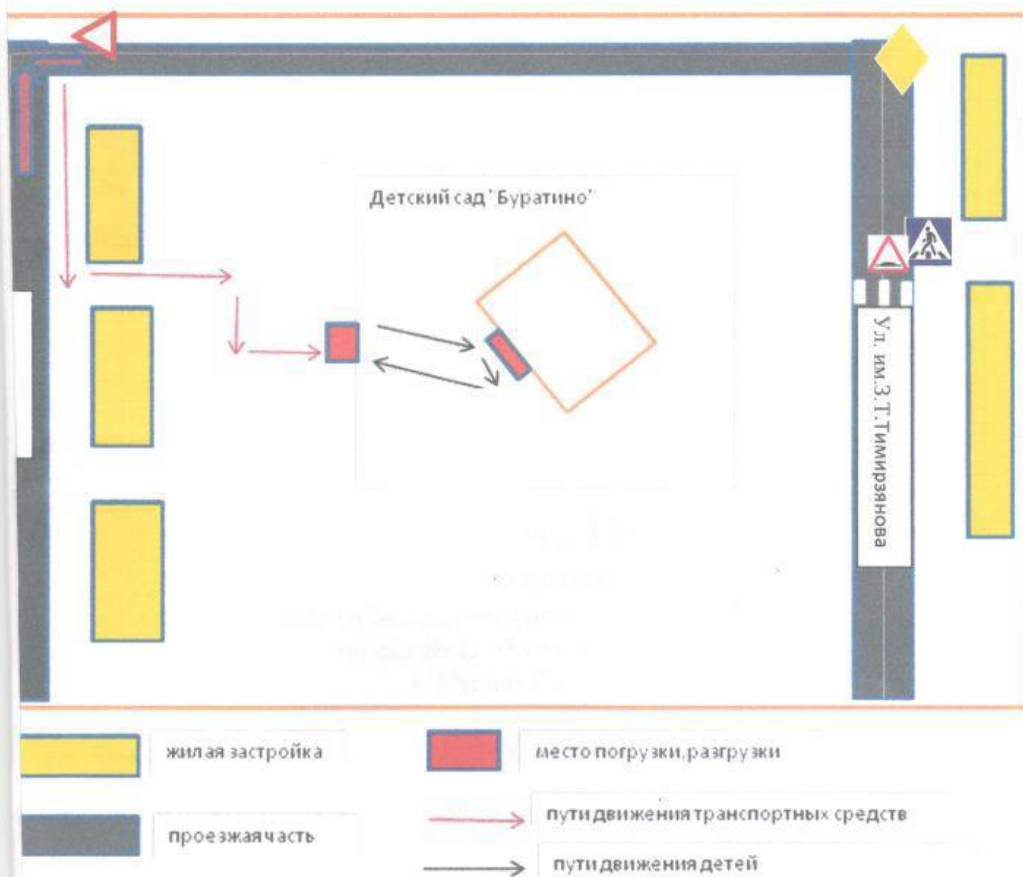 Детский сад "Буратино"
Ул. им.З.Т.Тимирзянова
жилая застройка
место погрузки,разгрузки
проезжая часть
пути движения транспортных средств
пути движения детей